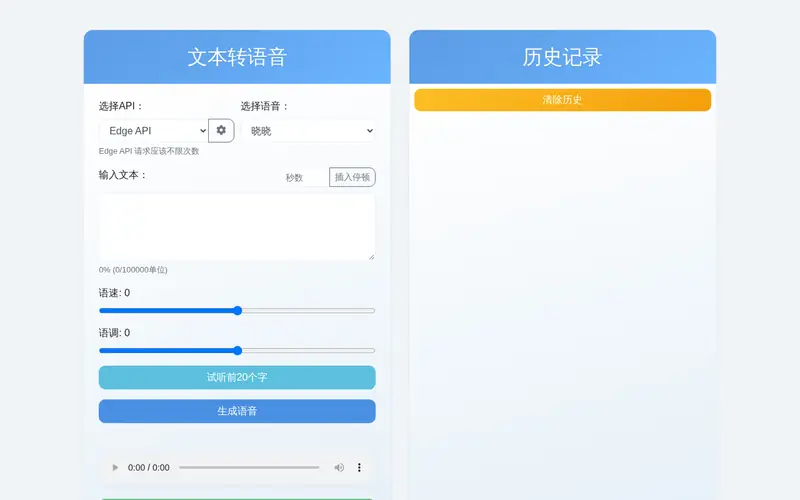 文本转语音
选择API：
选择语音：
Edge API
晓晓
Edge API 请求应该不限次数
输入文本：
秒数
插入停顿
0% (0/100000单位)
语速: 0
语调: 0
试听前20个字
生成语音
0:00 / 0:00
历史记录
清除历史